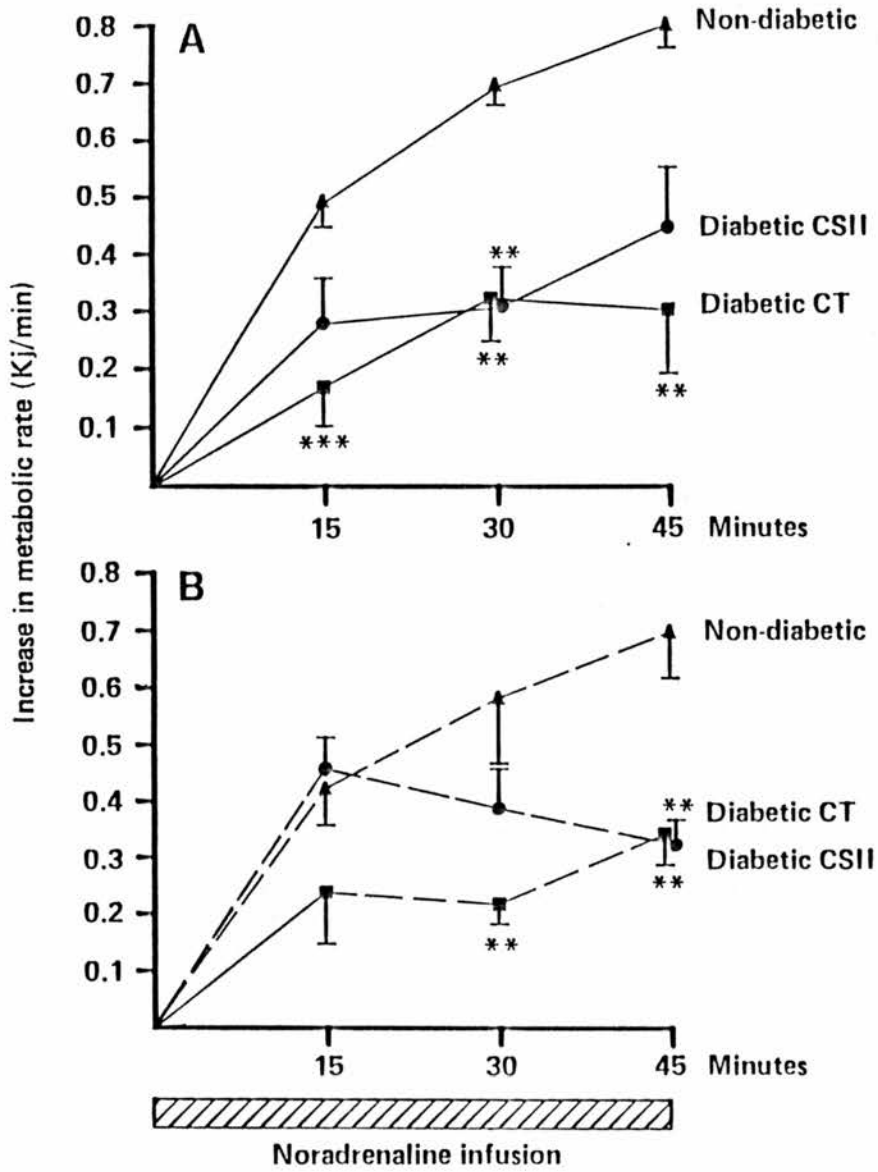 A
Increase in metabolic rate (Kj/min)
0.8
0.7
0.6
0.5
0.4
0.3
0.2
0.1
Non-diabetic
Diabetic CSII
Diabetic CT
**
**
**
***
15 30 45 Minutes
B
0.8
0.7
0.6
0.5
0.4
0.3
0.2
0.1
Non-diabetic
** Diabetic CT
Diabetic CSII
**
**
15 30 45 Minutes
Noradrenaline infusion